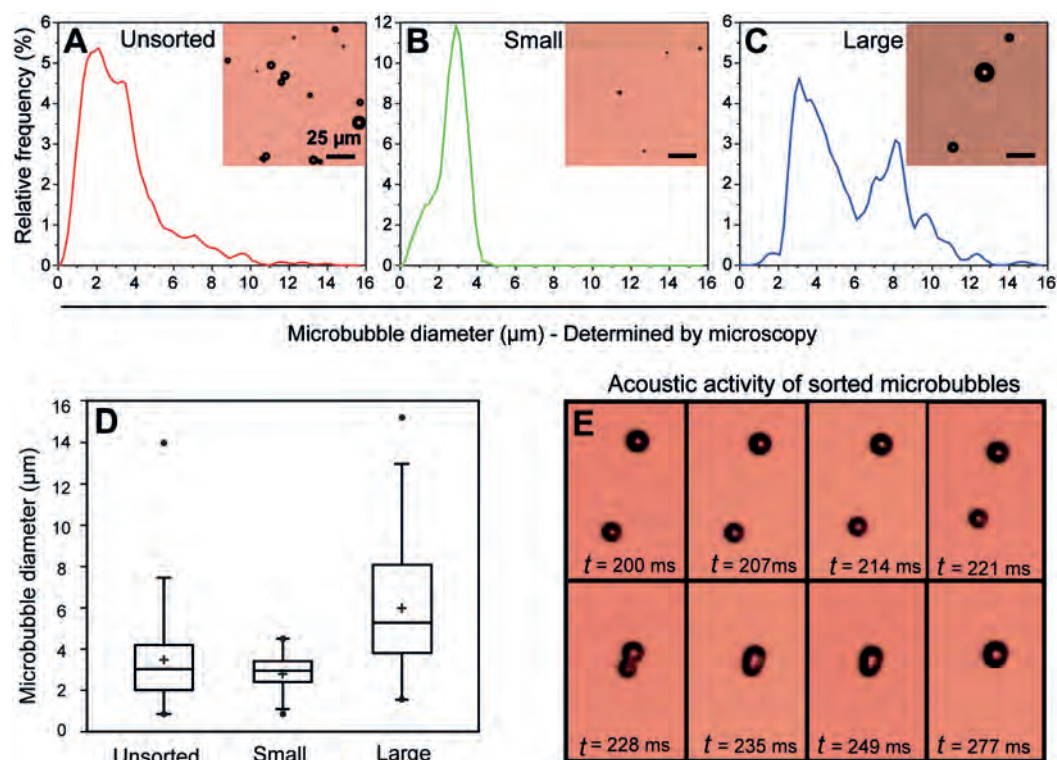 A Unsorted
B Small
C Large
Relative frequency (%)
6
5
4
3
2
1
0
25 µm
0 2 4 6 8 10 12 14 16
12
10
8
6
4
2
0
0 2 4 6 8 10 12 14 16
6
5
4
3
2
1
0
0 2 4 6 8 10 12 14 16
Microbubble diameter (µm) - Determined by microscopy
D
Microbubble diameter (µm)
16
14
12
10
8
6
4
2
0
Unsorted Small Large
Acoustic activity of sorted microbubbles
E
t = 200 ms t = 207ms t = 214 ms t = 221 ms
t = 228 ms t = 235 ms t = 249 ms t = 277 ms